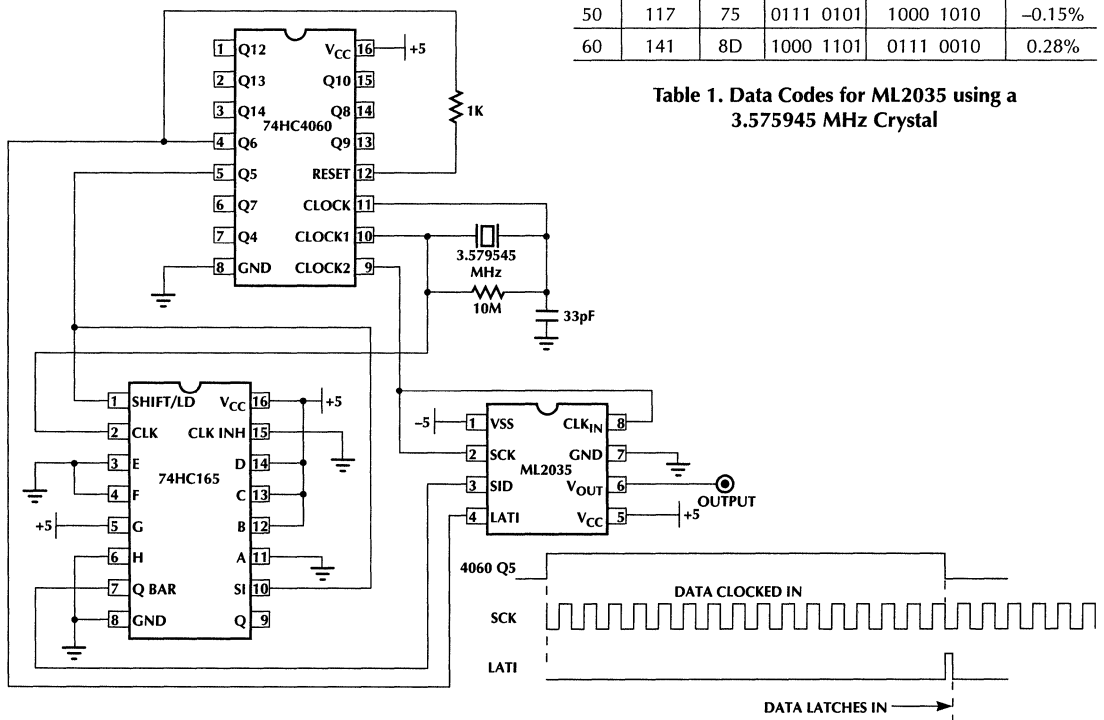 50 117 75 0111 0101 1000 1010 –0.15%
60 141 8D 1000 1101 0111 0010 0.28%
Table 1. Data Codes for ML2035 using a
3.575945 MHz Crystal
1 Q12 VCC 16 +5
2 Q13 Q10 15
3 Q14 Q8 14
74HC4060
1K
4 Q6 Q9 13
5 Q5 RESET 12
6 Q7 CLOCK 11
7 Q4 CLOCK1 10
3.579545
MHz
8 GND CLOCK2 9
10M
33pF
1 SHIFT/LD VCC 16 +5
2 CLK CLK INH 15
3 E D 14
74HC165
4 F C 13
+5 5 G B 12
6 H A 11
7 Q BAR SI 10
8 GND Q 9
–5 1 VSS CLKIN 8
2 SCK GND 7
ML2035
3 SID VOUT 6
OUTPUT
4 LATI VCC 5 +5
4060 Q5
DATA CLOCKED IN
SCK
LATI
DATA LATCHES IN